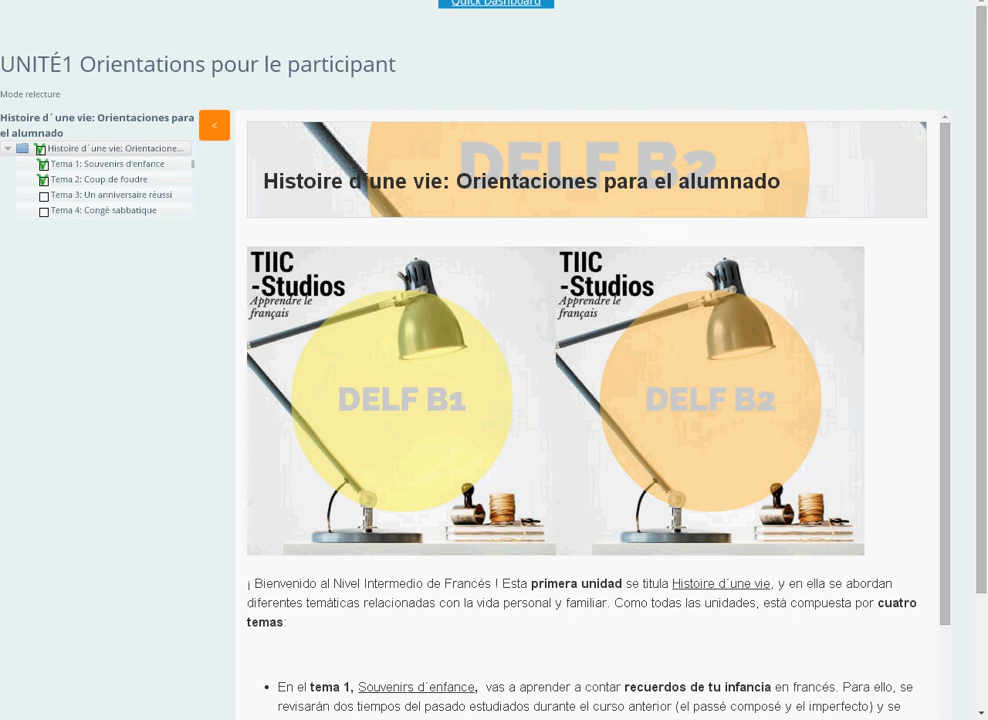 Quick Dashboard
UNITÉ1 Orientations pour le participant
Mode relecture
Histoire d´une vie: Orientaciones para
el alumnado
<
Histoire d´une vie: Orientacione...
Tema 1: Souvenirs d'enfance
Tema 2: Coup de foudre
Tema 3: Un anniversaire réussi
Tema 4: Congé sabbatique
DELF B2
Histoire d´une vie: Orientaciones para el alumnado
TIIC
-Studios
Apprendre le
français
DELF B1
TIIC
-Studios
Apprendre le
français
DELF B2
¡ Bienvenido al Nivel Intermedio de Francés ! Esta primera unidad se titula Histoire d´une vie, y en ella se abordan
diferentes temáticas relacionadas con la vida personal y familiar. Como todas las unidades, está compuesta por cuatro
temas:
• En el tema 1, Souvenirs d´enfance, vas a aprender a contar recuerdos de tu infancia en francés. Para ello, se
revisarán dos tiempos del pasado estudiados durante el curso anterior (el passé composé y el imperfecto) y se